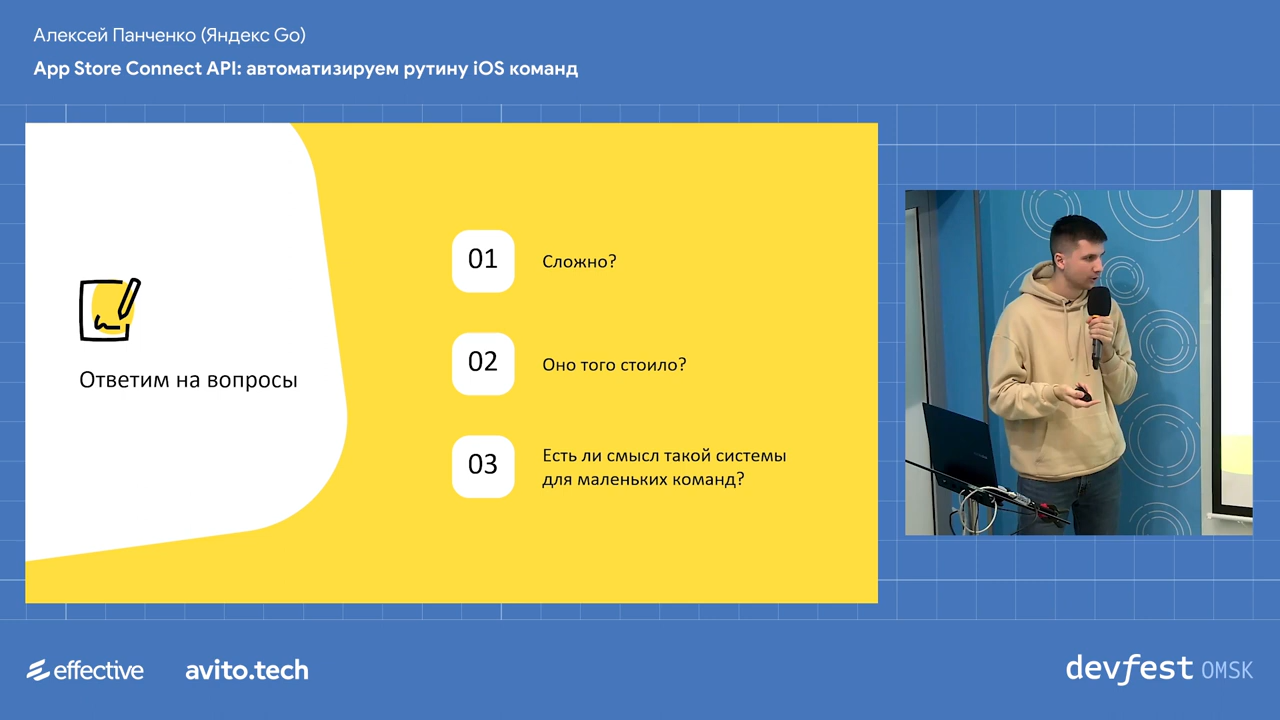 Алексей Панченко (Яндекс Go)
App Store Connect API: автоматизируем рутину iOS команд
Ответим на вопросы
01
Сложно?
02
Оно того стоило?
03
Есть ли смысл такой системы
для маленьких команд?
effective
avito.tech
devfest OMSK